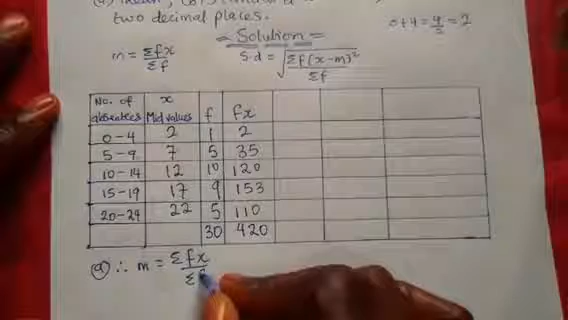 two decimal places.
0+4=4/2=2
= Solution =
m = Σfx/Σf
S.d = √Σf(x-m)²/Σf
No. of absentees x Mid values f Fx
0-4 2 1 2
5-9 7 5 35
10-14 12 10 120
15-19 17 9 153
20-24 22 5 110
30 420
(a) ∴ m = Σfx/Σf